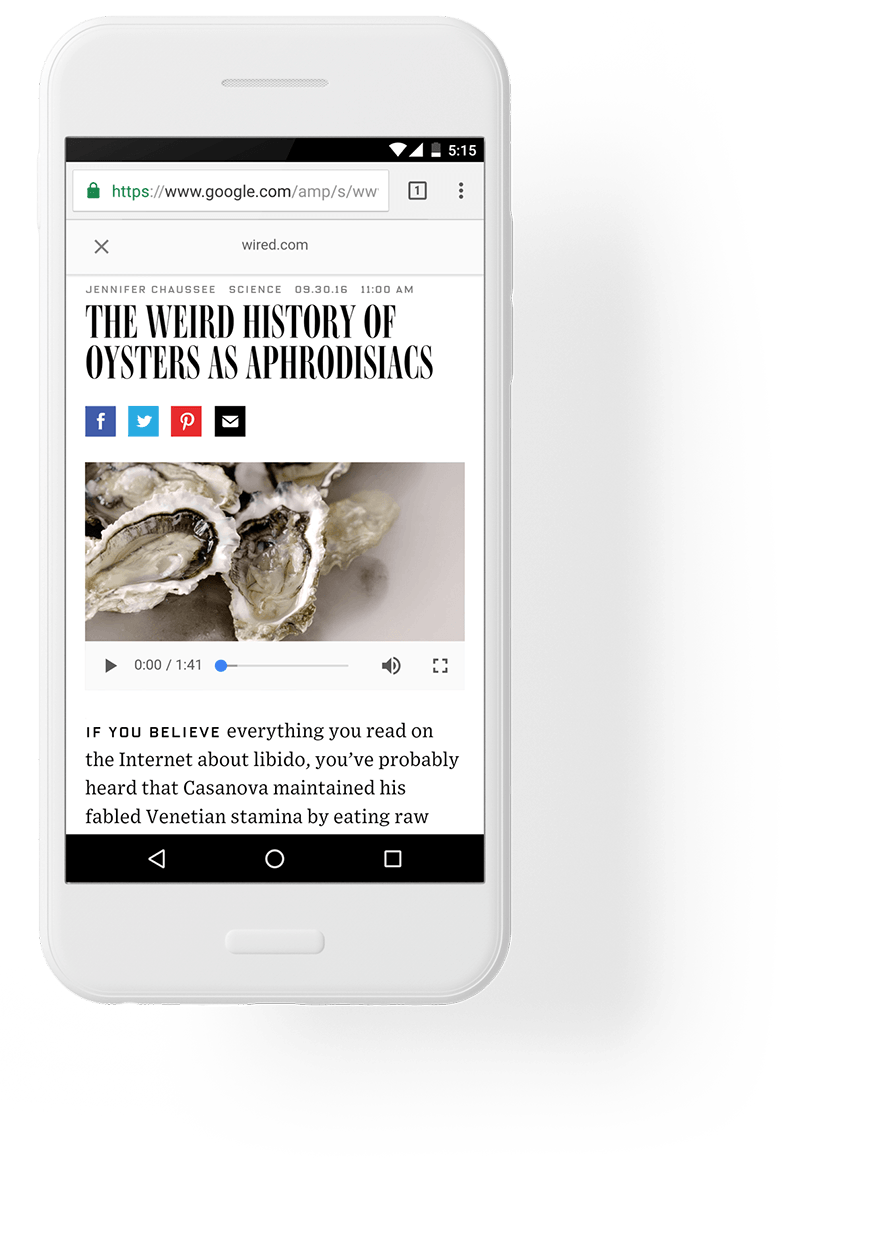 5:15
https://www.google.com/amp/s/ww
1
wired.com
JENNIFER CHAUSSEE SCIENCE 09.30.16 11:00 AM
THE WEIRD HISTORY OF
OYSTERS AS APHRODISIACS
0:00 / 1:41
IF YOU BELIEVE everything you read on
the Internet about libido, you’ve probably
heard that Casanova maintained his
fabled Venetian stamina by eating raw